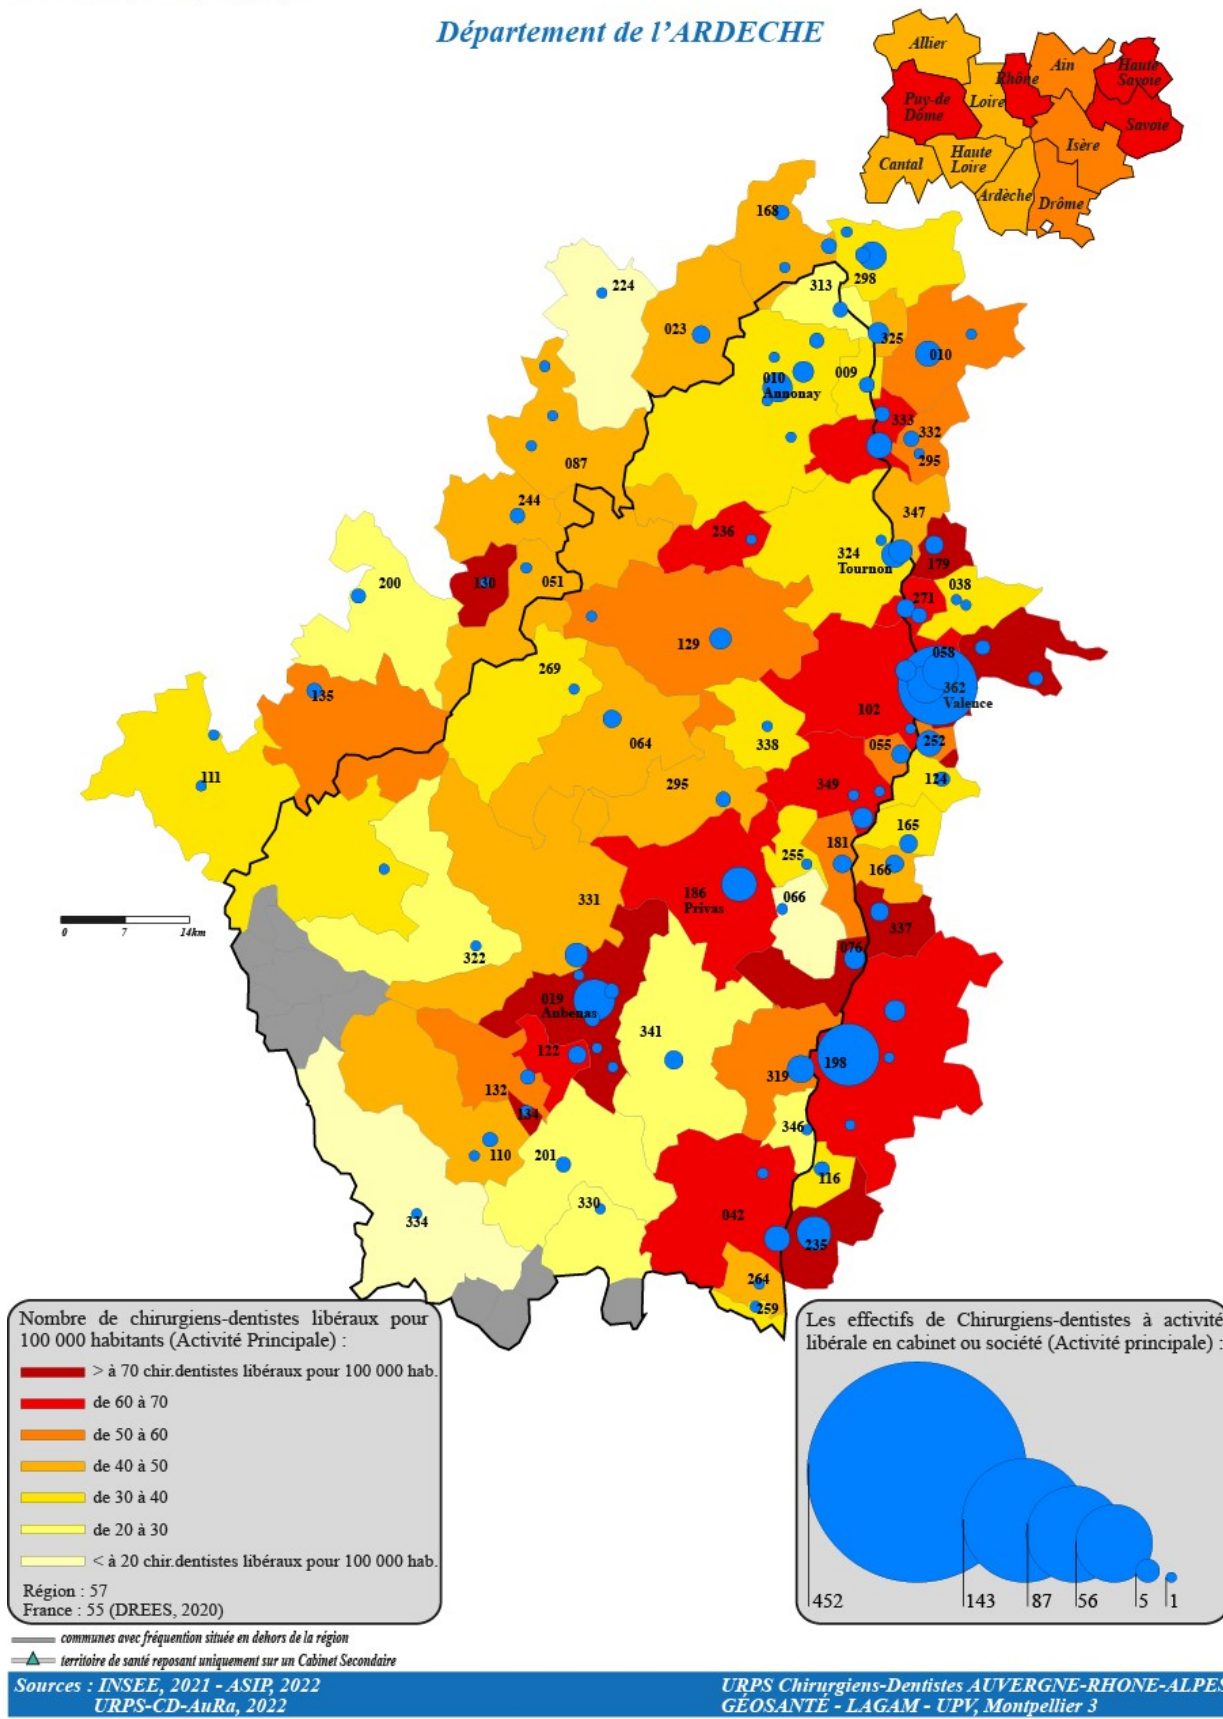 Département de l'ARDECHE
Allier
Ain
Haute
Savoie
Rhône
Puy-de
Dôme
Loire
Savoie
Isère
Cantal
Haute
Loire
Ardèche
Drôme
168
298
313
224
023
325
010
009
010
Annonay
333
332
295
087
244
347
236
324
Tournon
179
051
130
200
038
271
129
058
269
362
Valence
135
102
064
338
055
252
349
124
111
295
165
181
255
166
186
Privas
066
331
337
076
322
019
Aubenas
341
122
198
319
132
134
346
110
201
116
330
042
334
235
264
259
0 7 14km
Nombre de chirurgiens-dentistes libéraux pour
100 000 habitants (Activité Principale) :
> à 70 chir.dentistes libéraux pour 100 000 hab.
de 60 à 70
de 50 à 60
de 40 à 50
de 30 à 40
de 20 à 30
< à 20 chir.dentistes libéraux pour 100 000 hab.
Région : 57
France : 55 (DREES, 2020)
Les effectifs de Chirurgiens-dentistes à activité
libérale en cabinet ou société (Activité principale) :
452 143 87 56 5 1
communes avec fréquention située en dehors de la région
territoire de santé reposant uniquement sur un Cabinet Secondaire
Sources : INSEE, 2021 - ASIP, 2022
URPS-CD-AuRa, 2022
URPS Chirurgiens-Dentistes AUVERGNE-RHONE-ALPES
GÉOSANTÉ - LAGAM - UPV, Montpellier 3